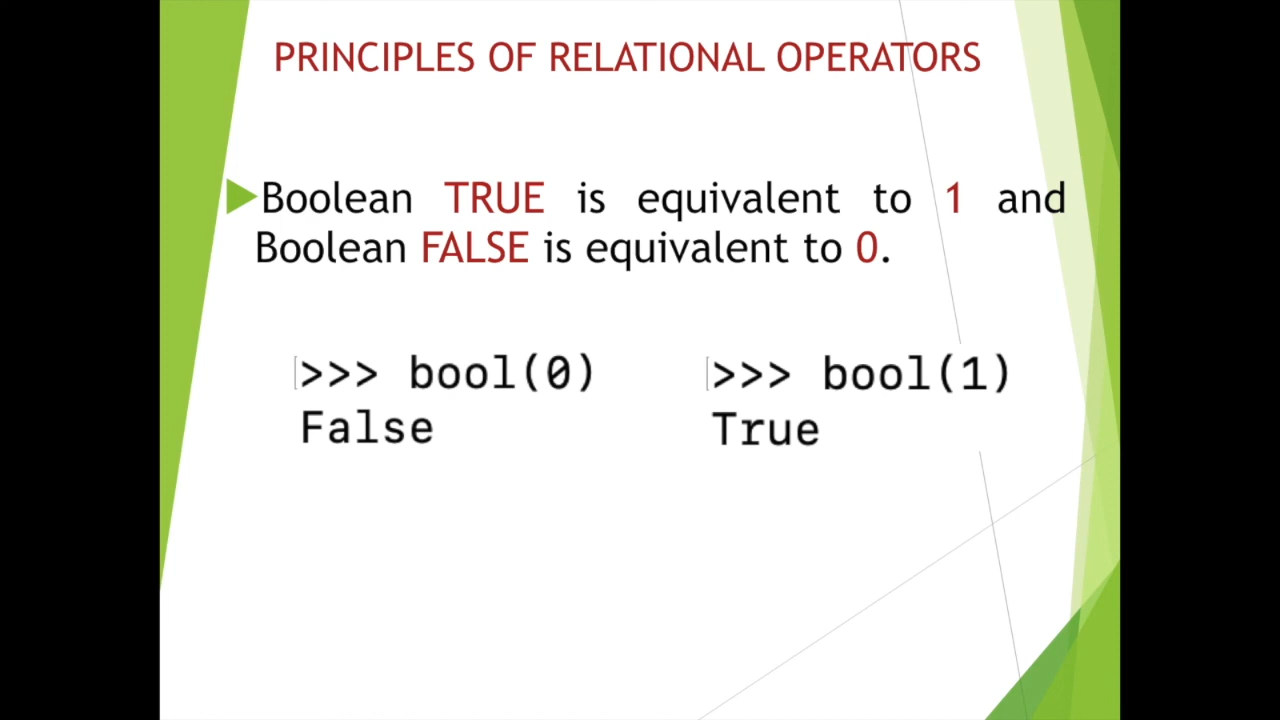 PRINCIPLES OF RELATIONAL OPERATORS
Boolean TRUE is equivalent to 1 and
Boolean FALSE is equivalent to 0.
>>> bool(0)
False
>>> bool(1)
True